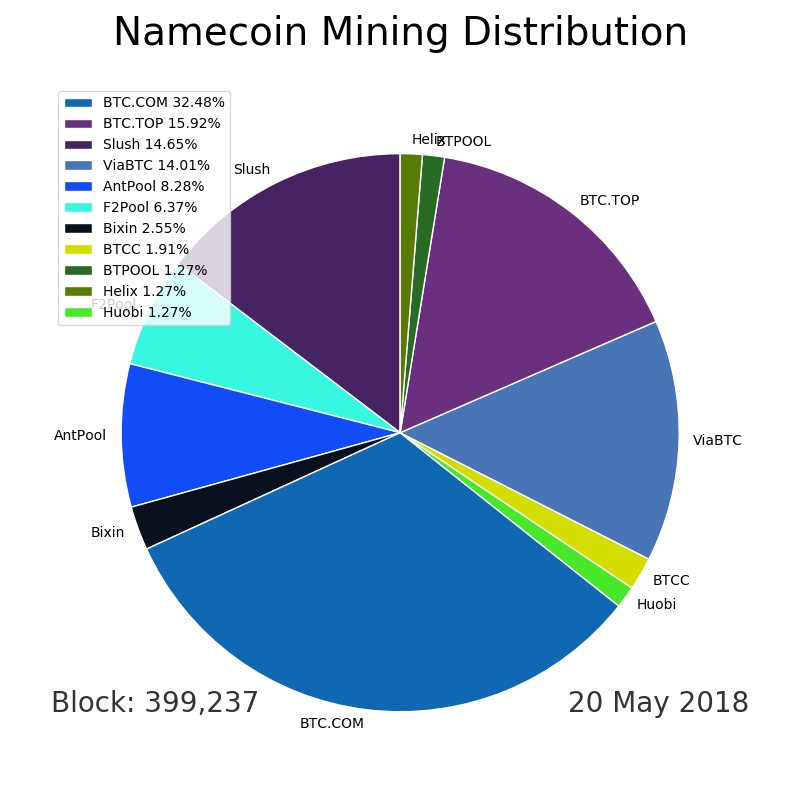 Namecoin Mining Distribution
BTC.COM 32.48%
BTC.TOP 15.92%
Slush 14.65%
ViaBTC 14.01%
AntPool 8.28%
F2Pool 6.37%
Bixin 2.55%
BTCC 1.91%
BTPOOL 1.27%
Helix 1.27%
Huobi 1.27%
Helix
BTPOOL
Slush
BTC.TOP
F2Pool
AntPool
ViaBTC
Bixin
BTCC
Huobi
Block: 399,237
20 May 2018
BTC.COM